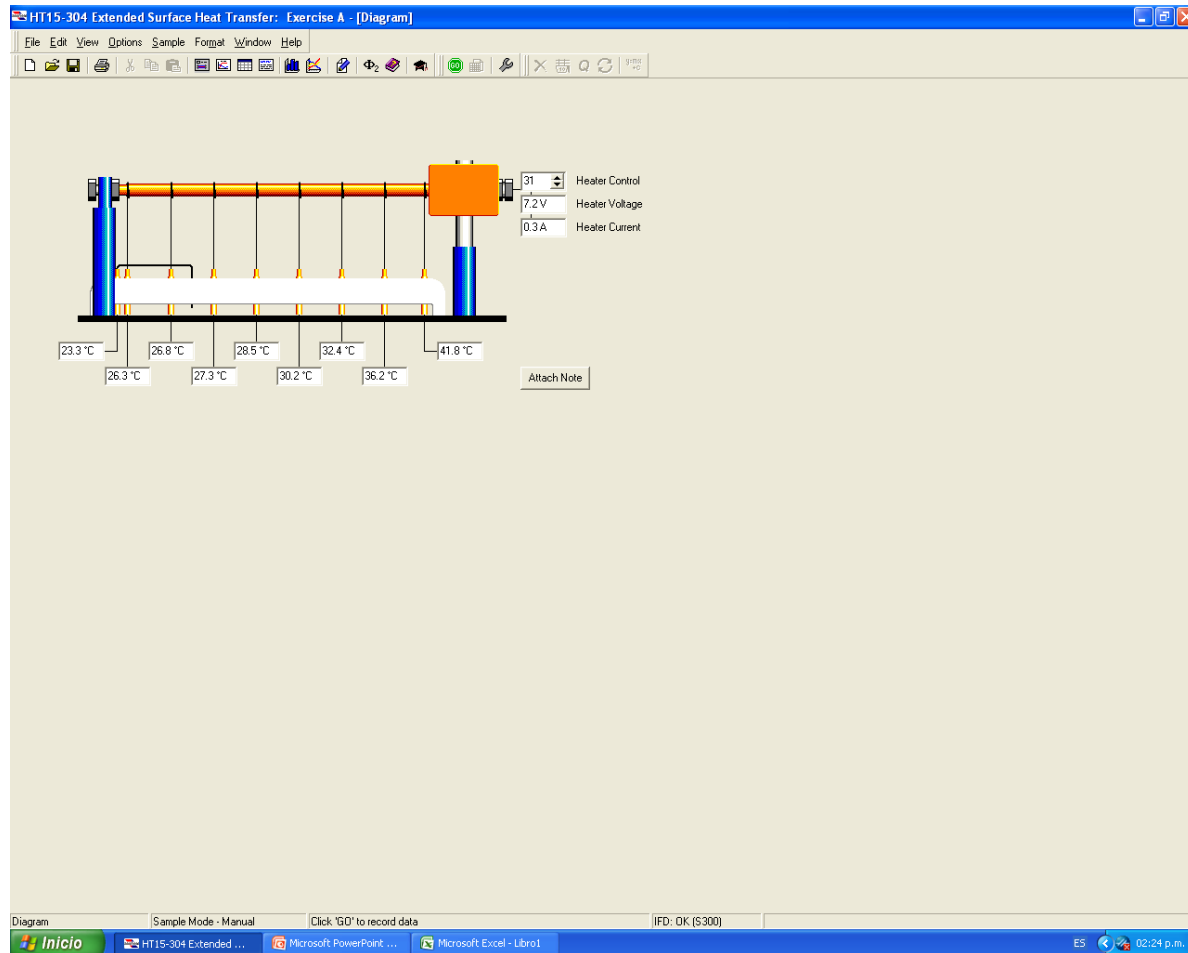 HT15-304 Extended Surface Heat Transfer: Exercise A - [Diagram]
File Edit View Options Sample Format Window Help
31 Heater Control
7.2 V Heater Voltage
0.3 A Heater Current
23.3 °C 26.8 °C 28.5 °C 32.4 °C 41.8 °C
26.3 °C 27.3 °C 30.2 °C 36.2 °C
Attach Note
Diagram Sample Mode - Manual Click 'GO' to record data IFD: OK (S300)
Inicio HT15-304 Extended ... Microsoft PowerPoint ... Microsoft Excel - Libro1 ES 02:24 p.m.